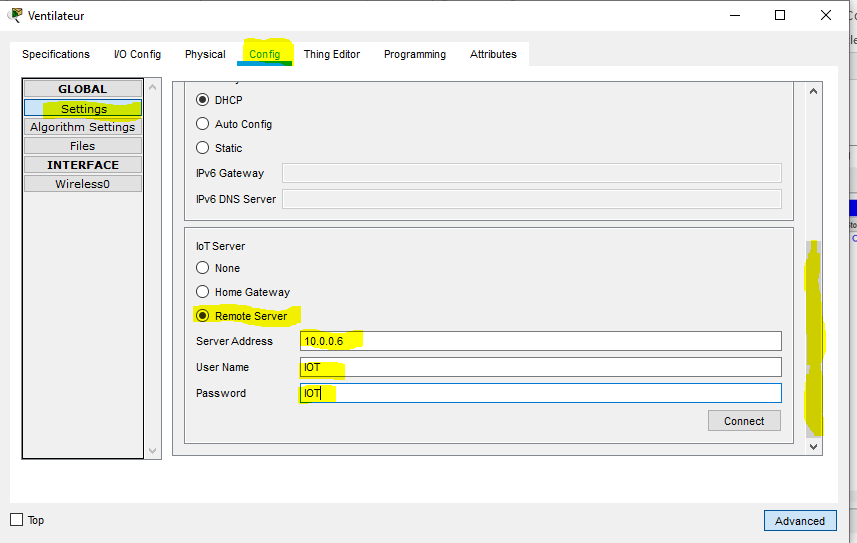 Ventilateur
Specifications I/O Config Physical Config Thing Editor Programming Attributes
GLOBAL
Settings
Algorithm Settings
Files
INTERFACE
Wireless0
DHCP
Auto Config
Static
IPv6 Gateway
IPv6 DNS Server
IoT Server
None
Home Gateway
Remote Server
Server Address 10.0.0.6
User Name IOT
Password IOT
Connect
Top
Advanced